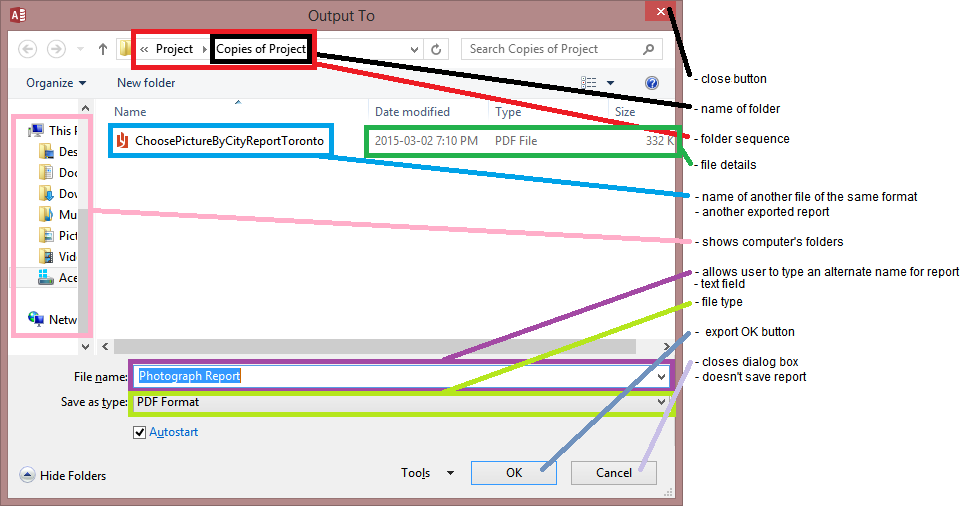 A
Output To
« Project Copies of Project
Search Copies of Project
Organize
New folder
Name
Date modified
Type
Size
This P
ChoosePictureByCityReportToronto
2015-03-02 7:10 PM
PDF File
332 K
Des
Doc
Dov
Mu
Pict
Vide
Ace
Netw
File name:
Photograph Report
Save as type:
PDF Format
Autostart
Hide Folders
Tools
OK
Cancel
- close button
- name of folder
- folder sequence
- file details
- name of another file of the same format
- another exported report
- shows computer's folders
- allows user to type an alternate name for report
- text field
- file type
- export OK button
- closes dialog box
- doesn't save report